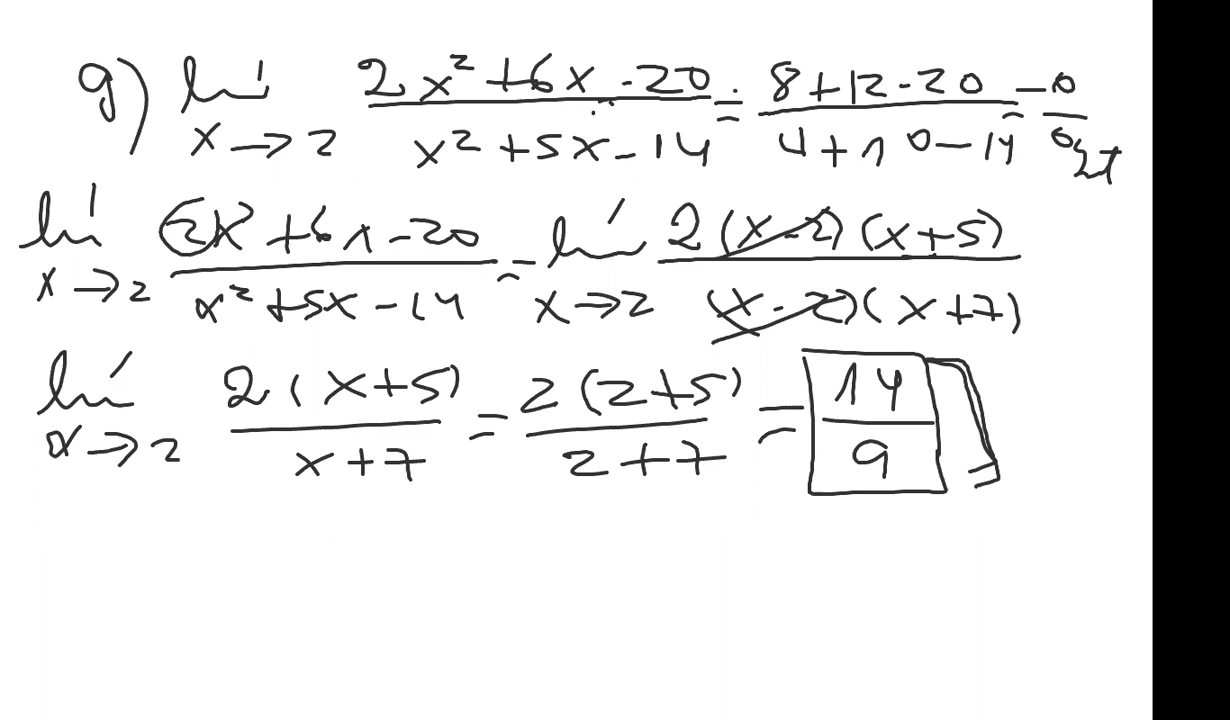 g) lim x→2 (2x² + 6x - 20)/(x² + 5x - 14) = (8 + 12 - 20)/(4 + 10 - 14) = 0/0
lim x→2 (2x² + 6x - 20)/(x² + 5x - 14) = lim x→2 2(x - 2)(x + 5)/(x - 2)(x + 7)
lim x→2 2(x + 5)/(x + 7) = 2(2 + 5)/(2 + 7) = 14/9